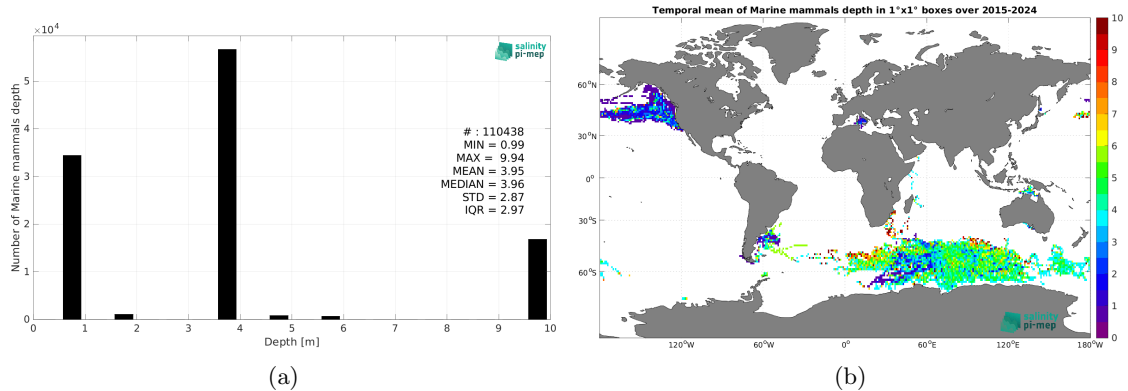 ×10⁴
salinity
pi-mep
# : 110438
MIN = 0.99
MAX = 9.94
MEAN = 3.95
MEDIAN = 3.96
STD = 2.87
IQR = 2.97
Number of Marine mammals depth
5
4
3
2
1
0
0 1 2 3 4 5 6 7 8 9 10
Depth [m]
(a)
Temporal mean of Marine mammals depth in 1°x1° boxes over 2015-2024
60°N
30°N
0°
30°S
60°S
120°W 60°W 0° 60°E 120°E 180°W
salinity
pi-mep
10
9
8
7
6
5
4
3
2
1
0
(b)